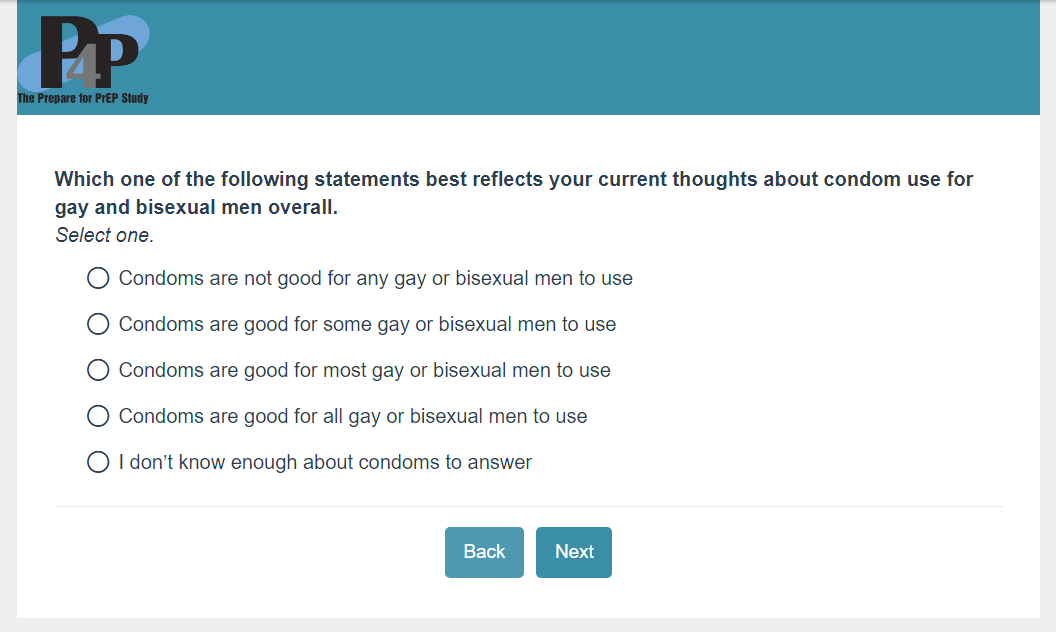 P4P
The Prepare for PrEP Study
Which one of the following statements best reflects your current thoughts about condom use for
gay and bisexual men overall.
Select one.
Condoms are not good for any gay or bisexual men to use
Condoms are good for some gay or bisexual men to use
Condoms are good for most gay or bisexual men to use
Condoms are good for all gay or bisexual men to use
I don’t know enough about condoms to answer
Back Next